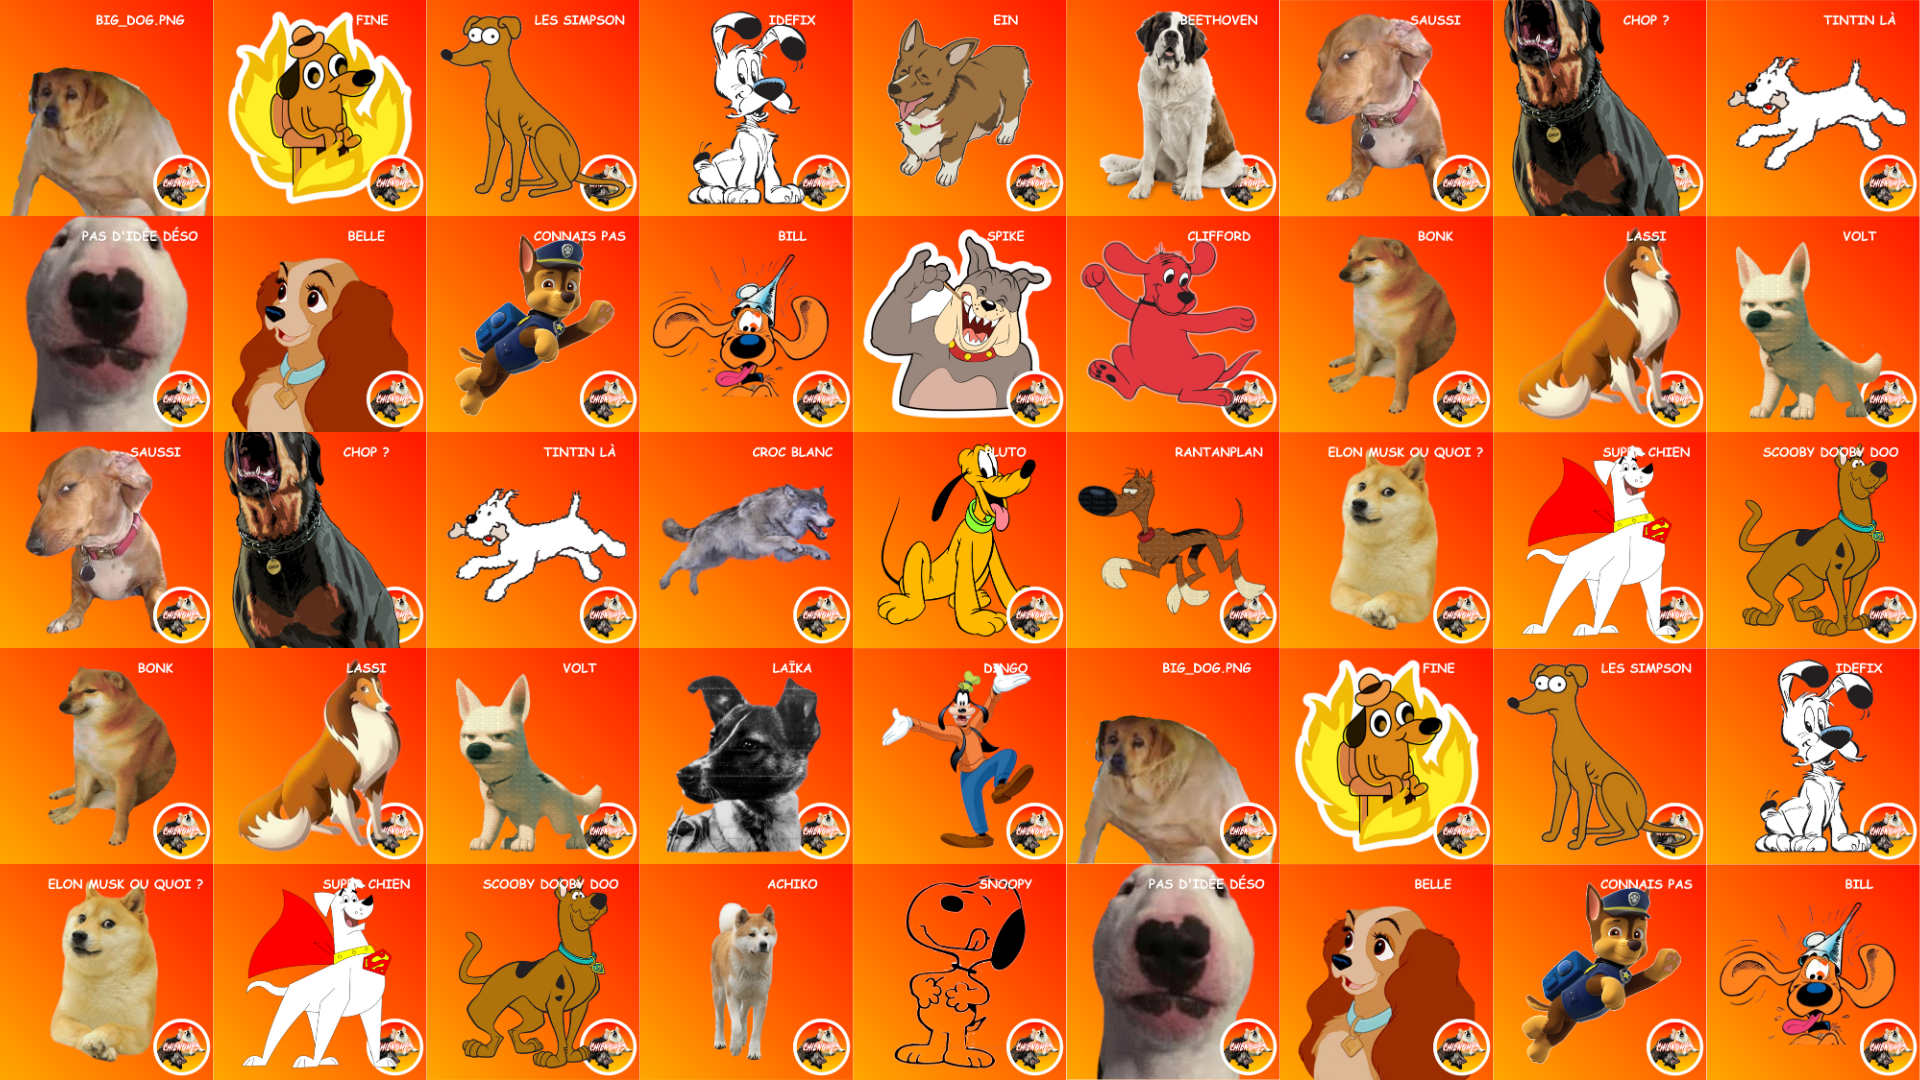 BIG_DOG.PNG
FINE
LES SIMPSON
IDEFIX
EIN
BEETHOVEN
SAUSSI
CHOP ?
TINTIN LÀ
PAS D'IDÉE DÉSO
BELLE
CONNAIS PAS
BILL
SPIKE
CLIFFORD
BONK
LASSI
VOLT
SAUSSI
CHOP ?
TINTIN LÀ
CROC BLANC
PLUTO
RANTANPLAN
ELON MUSK OU QUOI ?
SUPER CHIEN
SCOOBY DOOBY DOO
BONK
LASSI
VOLT
LAÏKA
DINGO
BIG_DOG.PNG
FINE
LES SIMPSON
IDEFIX
ELON MUSK OU QUOI ?
SUPER CHIEN
SCOOBY DOOBY DOO
ACHIKO
SNOOPY
PAS D'IDÉE DÉSO
BELLE
CONNAIS PAS
BILL